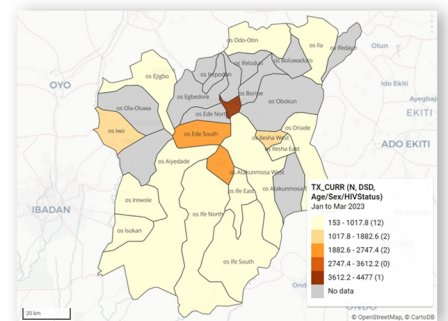 os Odo-Otin
os Ila
os Ifedayo
Otun
os Ifelodun
os Boluwaduro
os Ejigbo
Ido Ekiti
OYO
os Egbedore
os Boripe
Ayegbaj
os Ola-Oluwa
os Obokun
EKITI
os Ede North
os Iwo
os Ede South
os Oriade
os Ilesha West
ADO EKITI
os Ilesha East
os Aiyedade
os Atakunmosa West
IBADAN
os Irewole
os Ife East
os Atakunmosa E
os Ife North
os Isokan
os Ife South
Ond
TX_CURR (N, DSD,
Age/Sex/HIVStatus)
Jan to Mar 2023
153 - 1017.8 (12)
1017.8 - 1882.6 (2)
1882.6 - 2747.4 (2)
2747.4 - 3612.2 (0)
3612.2 - 4477 (1)
No data
20 km
© OpenStreetMap, © CartoDB